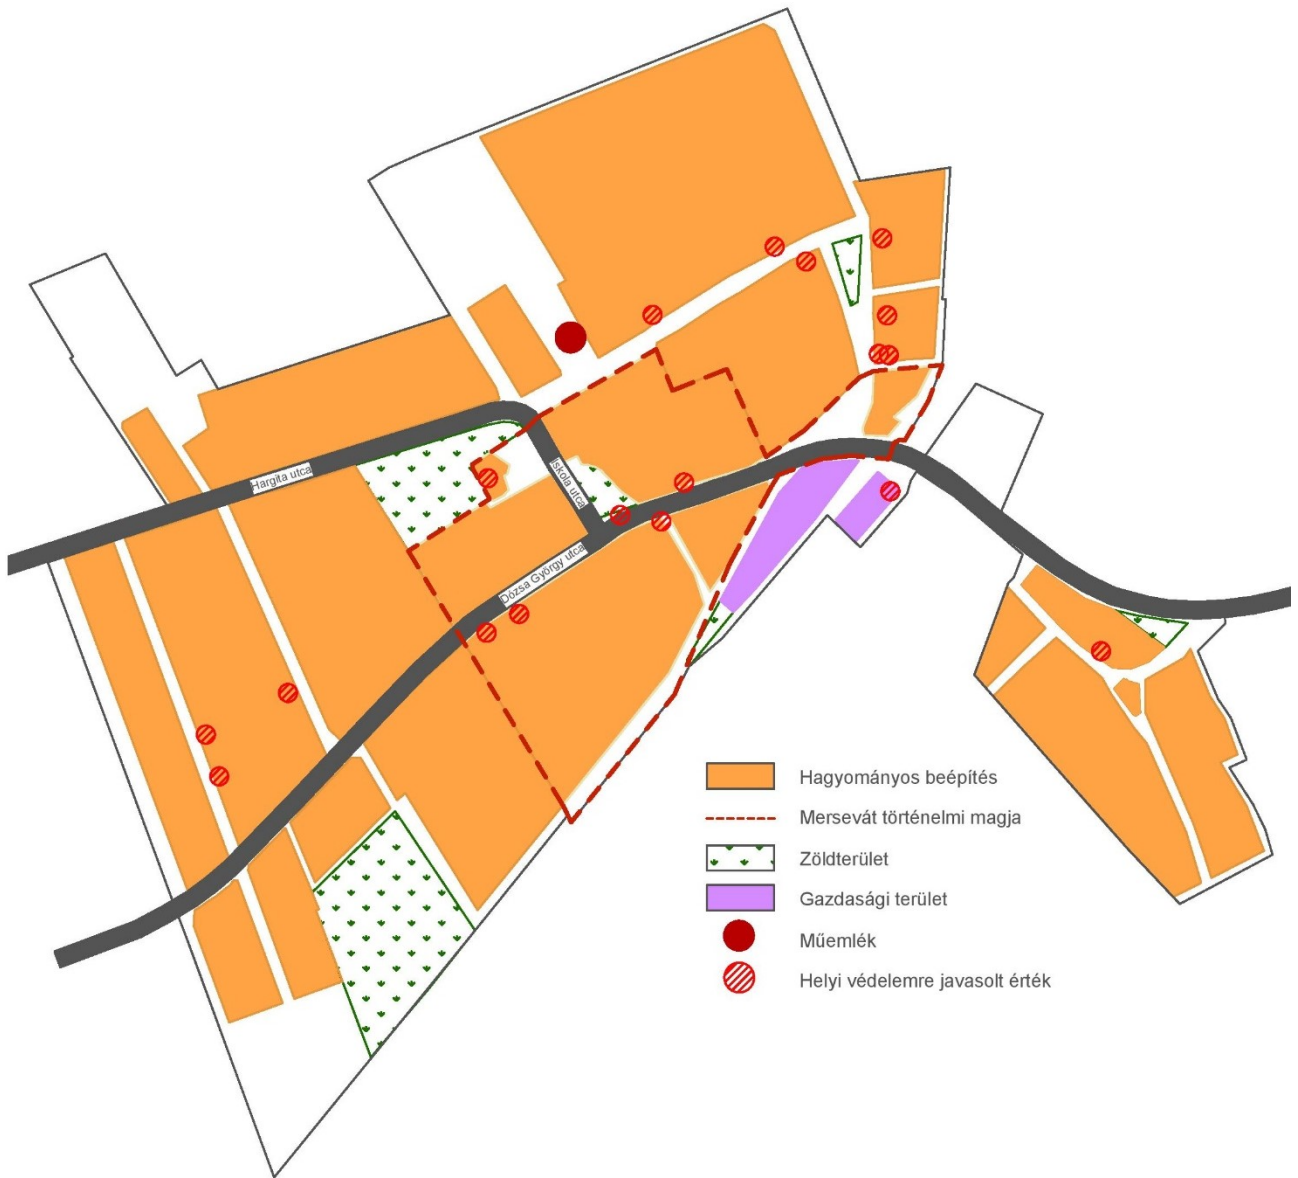 Hargita utca
Iskola utca
Dózsa György utca
Hagyományos beépítés
Mersevát történelmi magja
Zöldterület
Gazdasági terület
Műemlék
Helyi védelemre javasolt érték